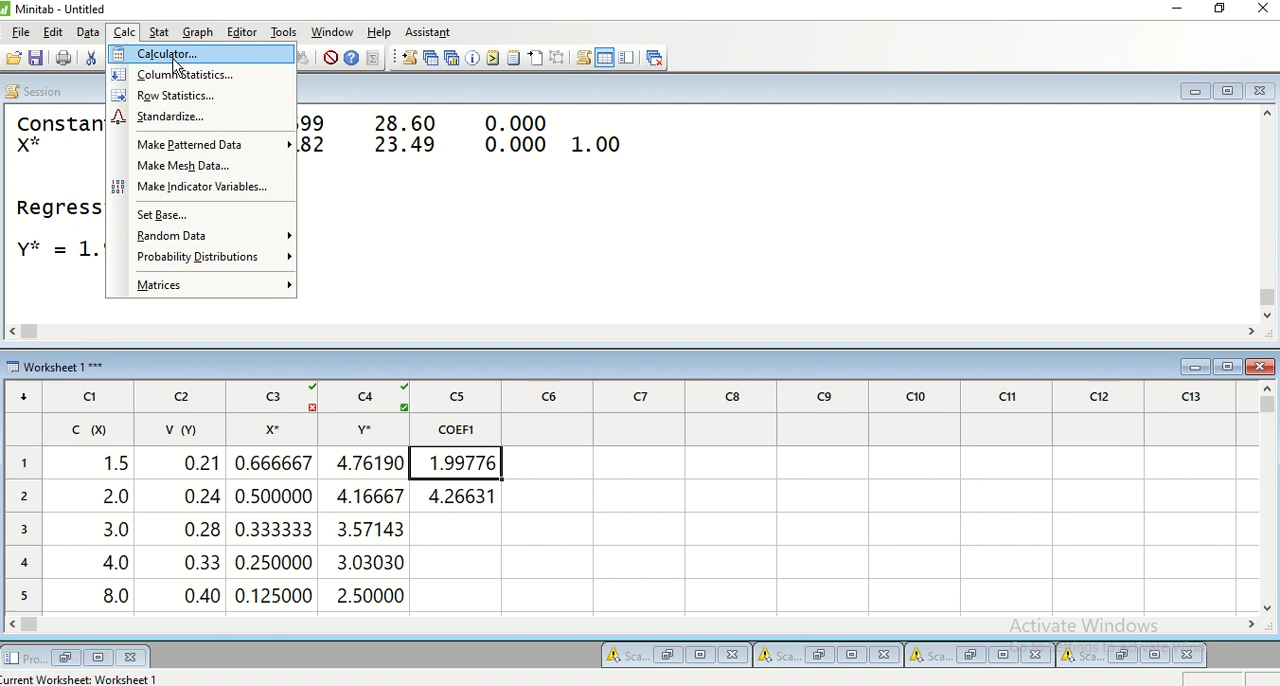 Minitab - Untitled
File Edit Data Calc Stat Graph Editor Tools Window Help Assistant
Calculator...
Column Statistics...
Row Statistics...
Standardize...
Make Patterned Data
Make Mesh Data...
Make Indicator Variables...
Set Base...
Random Data
Probability Distributions
Matrices
Session
Constan 99 28.60 0.000
X* 82 23.49 0.000 1.00
Regress
Y* = 1.
Worksheet 1 ***
C1 C2 C3 C4 C5 C6 C7 C8 C9 C10 C11 C12 C13
C (X) V (Y) X* Y* COEF1
1 1.5 0.21 0.666667 4.76190 1.99776
2 2.0 0.24 0.500000 4.16667 4.26631
3 3.0 0.28 0.333333 3.57143
4 4.0 0.33 0.250000 3.03030
5 8.0 0.40 0.125000 2.50000
Activate Windows
Pro... Sca... Sca... Sca... Sca...
Current Worksheet: Worksheet 1